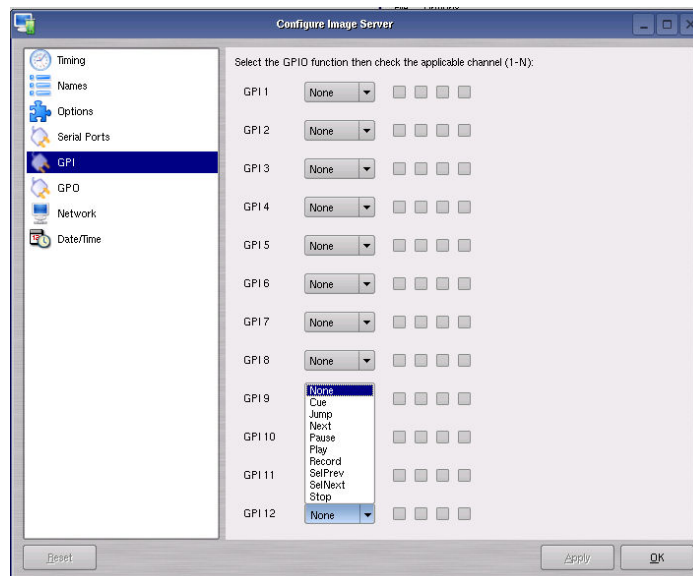 Configure Image Server
Timing
Names
Options
Serial Ports
GPI
GPO
Network
Date/Time
Select the GPIO function then check the applicable channel (1-N):
GPI 1 None
GPI 2 None
GPI 3 None
GPI 4 None
GPI 5 None
GPI 6 None
GPI 7 None
GPI 8 None
GPI 9
GPI 10
GPI 11
None
Cue
Jump
Next
Pause
Play
Record
SelPrev
SelNext
Stop
GPI 12 None
Reset
Apply
OK